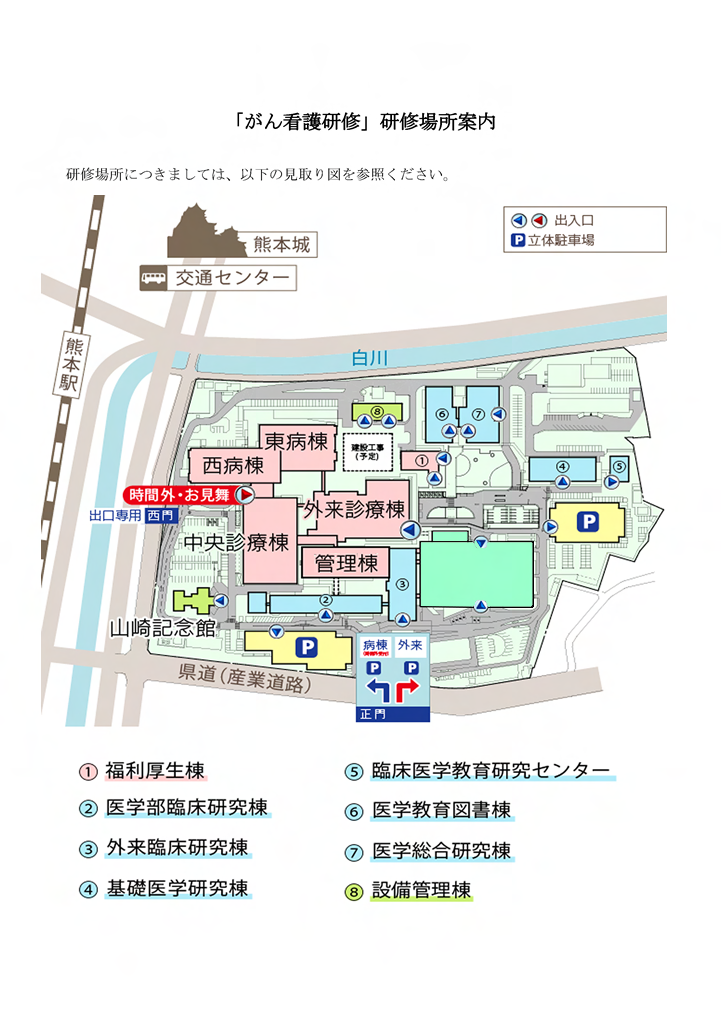 「がん看護研修」研修場所案内
研修場所につきましては、以下の見取り図を参照ください。
熊本城
交通センター
出入口
P 立体駐車場
熊本駅
白川
⑧
⑥
⑦
東病棟
建設工事
(予定)
西病棟
①
④
⑤
時間外・お見舞
外来診療棟
出口専用 西門
P
中央診療棟
管理棟
③
②
山崎記念館
P
病棟
外来
P
P
正門
県道(産業道路)
① 福利厚生棟
② 医学部臨床研究棟
③ 外来臨床研究棟
④ 基礎医学研究棟
⑤ 臨床医学教育研究センター
⑥ 医学教育図書棟
⑦ 医学総合研究棟
⑧ 設備管理棟